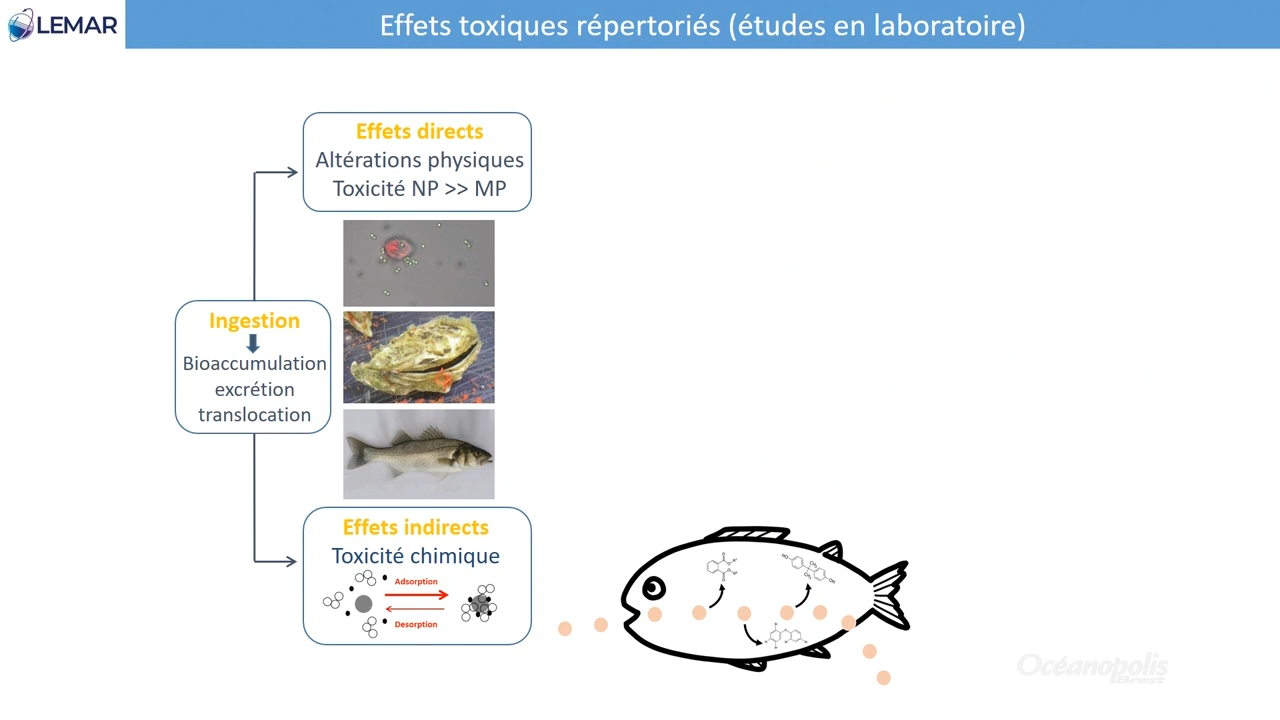 LEMAR
Effets toxiques répertoriés (études en laboratoire)
Effets directs
Altérations physiques
Toxicité NP >> MP
Ingestion
Bioaccumulation
excrétion
translocation
Effets indirects
Toxicité chimique
Adsorption
Desorption
Océanopolis
Brest